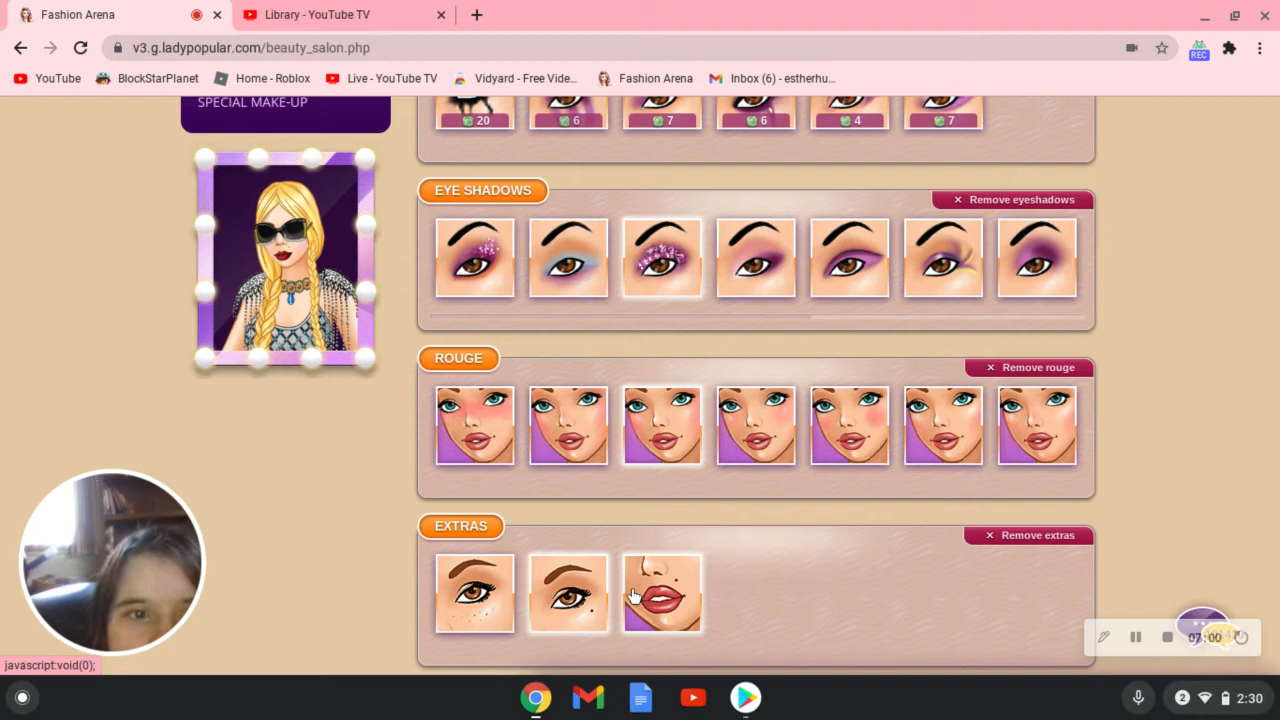 Fashion Arena
Library - YouTube TV
v3.g.ladypopular.com/beauty_salon.php
REC
YouTube
BlockStarPlanet
Home - Roblox
Live - YouTube TV
Vidyard - Free Vide...
Fashion Arena
Inbox (6) - estherhu...
SPECIAL MAKE-UP
20
6
7
6
4
7
EYE SHADOWS
Remove eyeshadows
ROUGE
Remove rouge
EXTRAS
Remove extras
07:00
javascript:void(0);
2
2:30